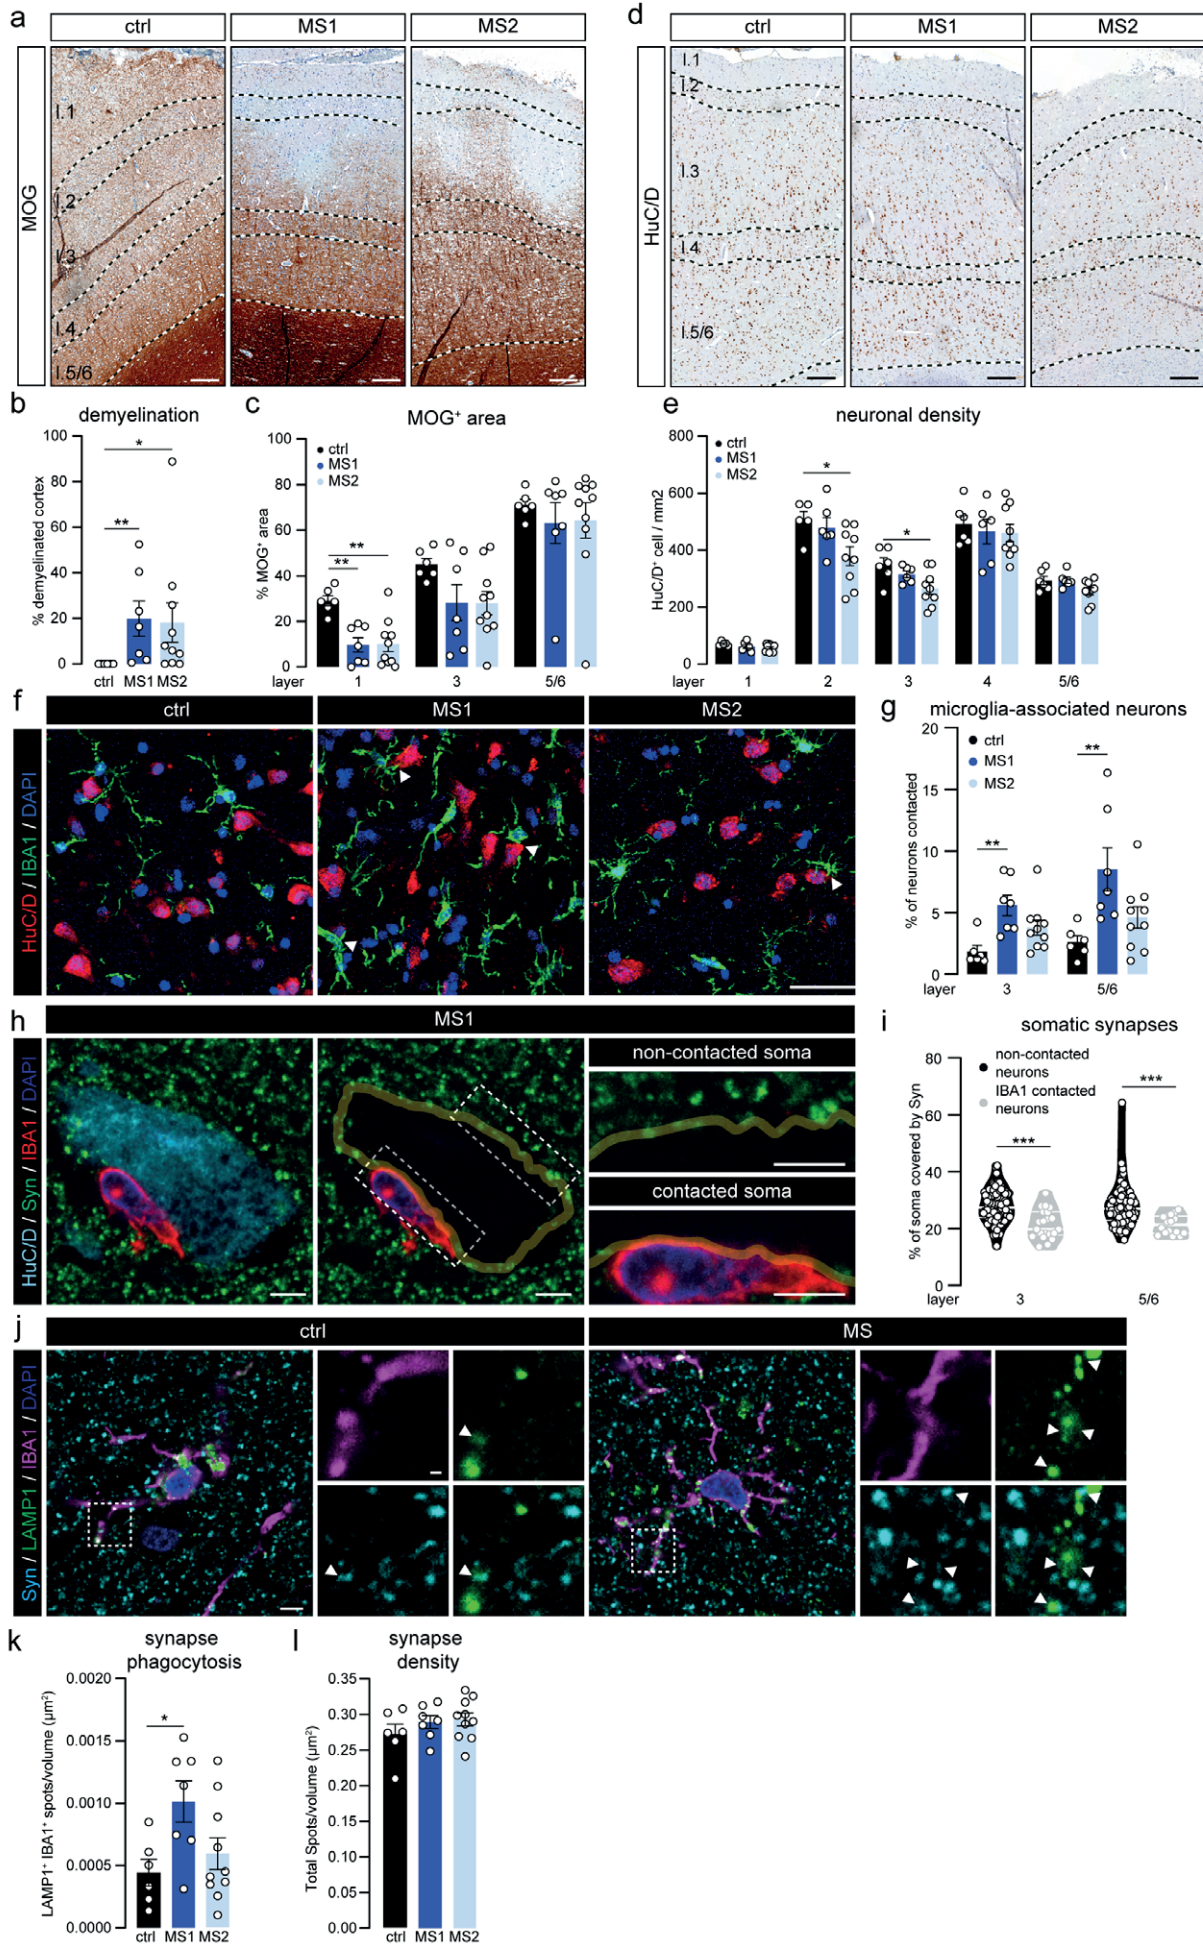 a
ctrl
MS1
MS2
MOG
l.1
l.2
l.3
l.4
l.5/6
d
ctrl
MS1
MS2
HuC/D
l.1
l.2
l.3
l.4
l.5/6
b
demyelination
% demyelinated cortex
100
80
60
40
20
0
*
**
ctrl
MS1
MS2
c
MOG⁺ area
% MOG⁺ area
100
80
60
40
20
0
ctrl
MS1
MS2
**
**
layer
1
3
5/6
e
neuronal density
HuC/D⁺ cell / mm2
800
600
400
200
0
ctrl
MS1
MS2
*
*
layer
1
2
3
4
5/6
f
ctrl
MS1
MS2
HuC/D / IBA1 / DAPI
g
microglia-associated neurons
% of neurons contacted
20
15
10
5
0
ctrl
MS1
MS2
**
**
layer
3
5/6
h
MS1
HuC/D / Syn / IBA1 / DAPI
non-contacted soma
contacted soma
i
somatic synapses
% of soma covered by Syn
80
60
40
20
0
non-contacted
neurons
IBA1 contacted
neurons
***
***
layer
3
5/6
j
ctrl
MS
Syn / LAMP1 / IBA1 / DAPI
k
synapse
phagocytosis
LAMP1⁺ IBA1⁺ spots/volume (µm²)
0.0020
0.0015
0.0010
0.0005
0.0000
*
ctrl
MS1
MS2
l
synapse
density
Total Spots/volume (µm²)
0.35
0.30
0.25
0.20
0.15
0.10
0.05
0.00
ctrl
MS1
MS2